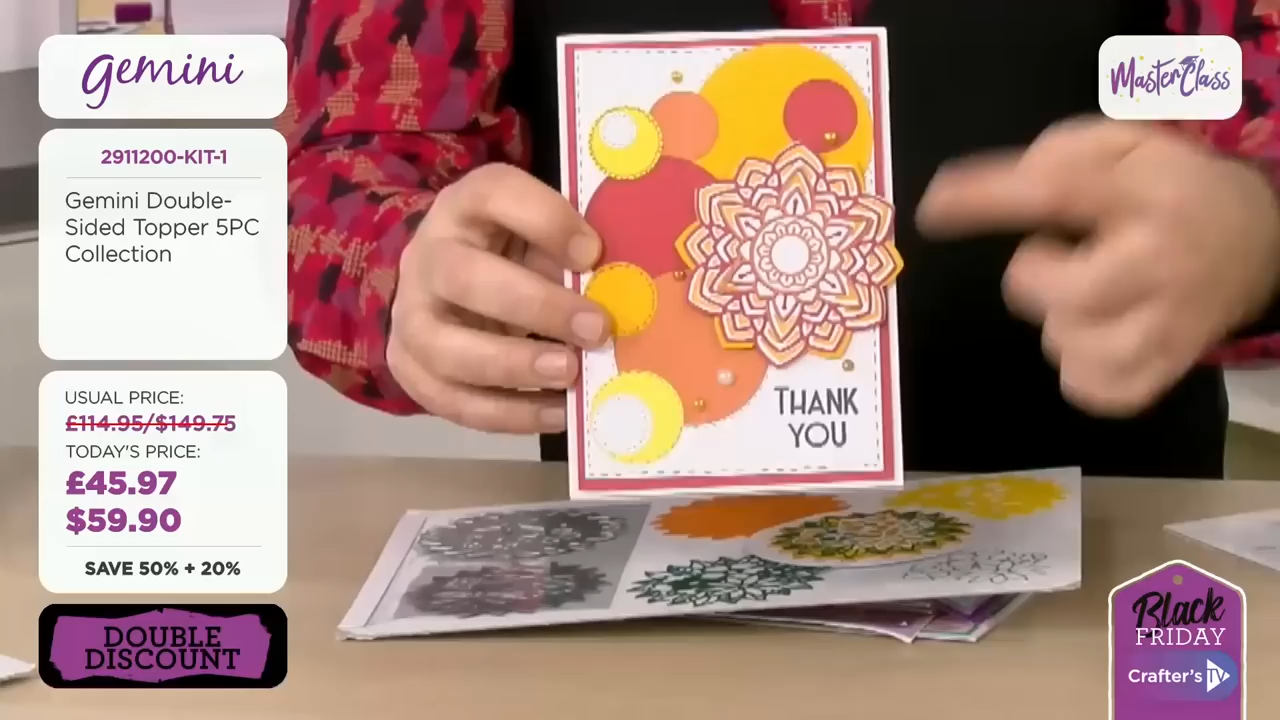 gemini
2911200-KIT-1
Gemini Double-
Sided Topper 5PC
Collection
USUAL PRICE:
£114.95/$149.75
TODAY'S PRICE:
£45.97
$59.90
SAVE 50% + 20%
DOUBLE
DISCOUNT
THANK
YOU
MasterClass
Black
FRIDAY
Crafter's TV